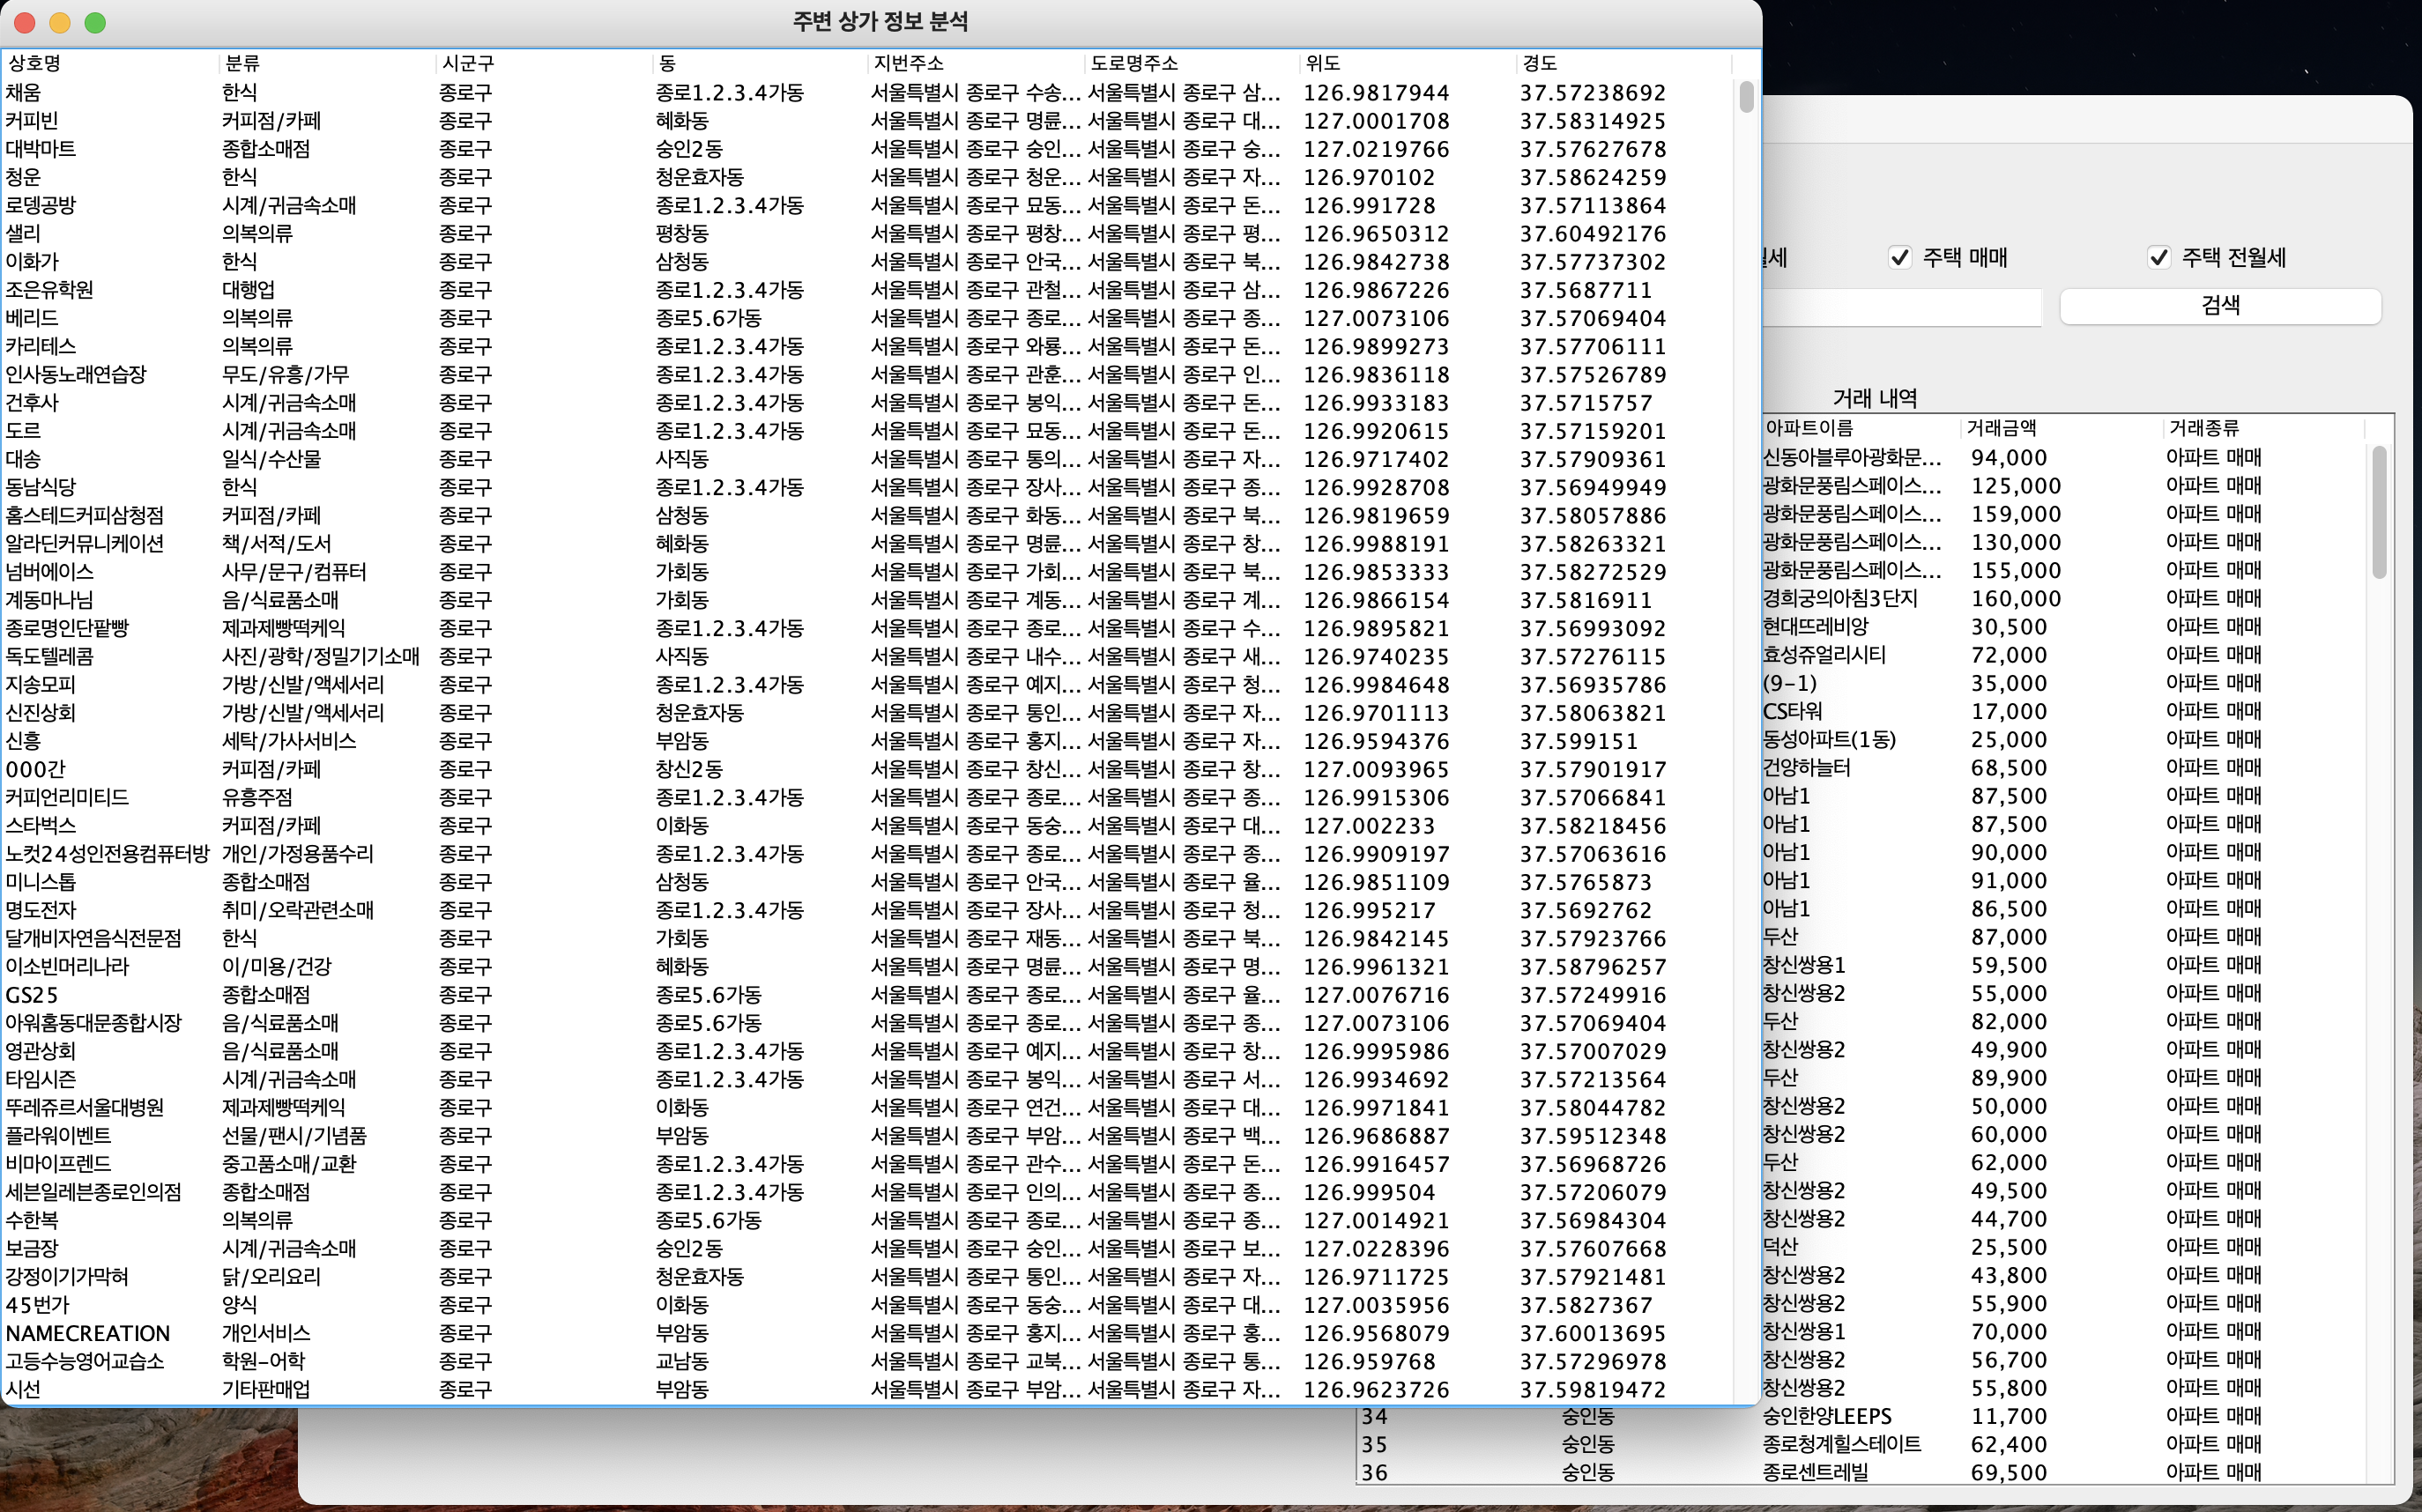 주변 상가 정보 분석
상호명 분류 시군구 동 지번주소 도로명주소 위도 경도
채움 한식 종로구 종로1.2.3.4가동 서울특별시 종로구 수송... 서울특별시 종로구 삼... 126.9817944 37.57238692
커피빈 커피점/카페 종로구 혜화동 서울특별시 종로구 명륜... 서울특별시 종로구 대... 127.0001708 37.58314925
대박마트 종합소매점 종로구 숭인2동 서울특별시 종로구 숭인... 서울특별시 종로구 숭... 127.0219766 37.57627678
청운 한식 종로구 청운효자동 서울특별시 종로구 청운... 서울특별시 종로구 자... 126.970102 37.58624259
로뎅공방 시계/귀금속소매 종로구 종로1.2.3.4가동 서울특별시 종로구 묘동... 서울특별시 종로구 돈... 126.991728 37.57113864
샐리 의복의류 종로구 평창동 서울특별시 종로구 평창... 서울특별시 종로구 평... 126.9650312 37.60492176
이화가 한식 종로구 삼청동 서울특별시 종로구 안국... 서울특별시 종로구 북... 126.9842738 37.57737302
조은유학원 대행업 종로구 종로1.2.3.4가동 서울특별시 종로구 관철... 서울특별시 종로구 삼... 126.9867226 37.5687711
베리드 의복의류 종로구 종로5.6가동 서울특별시 종로구 종로... 서울특별시 종로구 종... 127.0073106 37.57069404
카리테스 의복의류 종로구 종로1.2.3.4가동 서울특별시 종로구 와룡... 서울특별시 종로구 돈... 126.9899273 37.57706111
인사동노래연습장 무도/유흥/가무 종로구 종로1.2.3.4가동 서울특별시 종로구 관훈... 서울특별시 종로구 인... 126.9836118 37.57526789
건후사 시계/귀금속소매 종로구 종로1.2.3.4가동 서울특별시 종로구 봉익... 서울특별시 종로구 돈... 126.9933183 37.5715757
도르 시계/귀금속소매 종로구 종로1.2.3.4가동 서울특별시 종로구 묘동... 서울특별시 종로구 돈... 126.9920615 37.57159201
대송 일식/수산물 종로구 사직동 서울특별시 종로구 통의... 서울특별시 종로구 자... 126.9717402 37.57909361
동남식당 한식 종로구 종로1.2.3.4가동 서울특별시 종로구 장사... 서울특별시 종로구 종... 126.9928708 37.56949949
홈스테드커피삼청점 커피점/카페 종로구 삼청동 서울특별시 종로구 화동... 서울특별시 종로구 북... 126.9819659 37.58057886
알라딘커뮤니케이션 책/서적/도서 종로구 혜화동 서울특별시 종로구 명륜... 서울특별시 종로구 창... 126.9988191 37.58263321
넘버에이스 사무/문구/컴퓨터 종로구 가회동 서울특별시 종로구 가회... 서울특별시 종로구 북... 126.9853333 37.58272529
계동마나님 음/식료품소매 종로구 가회동 서울특별시 종로구 계동... 서울특별시 종로구 계... 126.9866154 37.5816911
종로명인단팥빵 제과제빵떡케익 종로구 종로1.2.3.4가동 서울특별시 종로구 종로... 서울특별시 종로구 수... 126.9895821 37.56993092
독도텔레콤 사진/광학/정밀기기소매 종로구 사직동 서울특별시 종로구 내수... 서울특별시 종로구 새... 126.9740235 37.57276115
지송모피 가방/신발/액세서리 종로구 종로1.2.3.4가동 서울특별시 종로구 예지... 서울특별시 종로구 청... 126.9984648 37.56935786
신진상회 가방/신발/액세서리 종로구 청운효자동 서울특별시 종로구 통인... 서울특별시 종로구 자... 126.9701113 37.58063821
신흥 세탁/가사서비스 종로구 부암동 서울특별시 종로구 홍지... 서울특별시 종로구 자... 126.9594376 37.599151
000간 커피점/카페 종로구 창신2동 서울특별시 종로구 창신... 서울특별시 종로구 창... 127.0093965 37.57901917
커피언리미티드 유흥주점 종로구 종로1.2.3.4가동 서울특별시 종로구 종로... 서울특별시 종로구 종... 126.9915306 37.57066841
스타벅스 커피점/카페 종로구 이화동 서울특별시 종로구 동숭... 서울특별시 종로구 대... 127.002233 37.58218456
노컷24성인전용컴퓨터방 개인/가정용품수리 종로구 종로1.2.3.4가동 서울특별시 종로구 종로... 서울특별시 종로구 종... 126.9909197 37.57063616
미니스톱 종합소매점 종로구 삼청동 서울특별시 종로구 안국... 서울특별시 종로구 율... 126.9851109 37.5765873
명도전자 취미/오락관련소매 종로구 종로1.2.3.4가동 서울특별시 종로구 장사... 서울특별시 종로구 청... 126.995217 37.5692762
달개비자연음식전문점 한식 종로구 가회동 서울특별시 종로구 재동... 서울특별시 종로구 북... 126.9842145 37.57923766
이소빈머리나라 이/미용/건강 종로구 혜화동 서울특별시 종로구 명륜... 서울특별시 종로구 명... 126.9961321 37.58796257
GS25 종합소매점 종로구 종로5.6가동 서울특별시 종로구 종로... 서울특별시 종로구 율... 127.0076716 37.57249916
아워홈동대문종합시장 음/식료품소매 종로구 종로5.6가동 서울특별시 종로구 종로... 서울특별시 종로구 종... 127.0073106 37.57069404
영관상회 음/식료품소매 종로구 종로1.2.3.4가동 서울특별시 종로구 예지... 서울특별시 종로구 창... 126.9995986 37.57007029
타임시즌 시계/귀금속소매 종로구 종로1.2.3.4가동 서울특별시 종로구 봉익... 서울특별시 종로구 서... 126.9934692 37.57213564
뚜레쥬르서울대병원 제과제빵떡케익 종로구 이화동 서울특별시 종로구 연건... 서울특별시 종로구 대... 126.9971841 37.58044782
플라워이벤트 선물/팬시/기념품 종로구 부암동 서울특별시 종로구 부암... 서울특별시 종로구 백... 126.9686887 37.59512348
비마이프렌드 중고품소매/교환 종로구 종로1.2.3.4가동 서울특별시 종로구 관수... 서울특별시 종로구 돈... 126.9916457 37.56968726
세븐일레븐종로인의점 종합소매점 종로구 종로1.2.3.4가동 서울특별시 종로구 인의... 서울특별시 종로구 종... 126.999504 37.57206079
수한복 의복의류 종로구 종로5.6가동 서울특별시 종로구 종로... 서울특별시 종로구 종... 127.0014921 37.56984304
보금장 시계/귀금속소매 종로구 숭인2동 서울특별시 종로구 숭인... 서울특별시 종로구 보... 127.0228396 37.57607668
강정이기가막혀 닭/오리요리 종로구 청운효자동 서울특별시 종로구 통인... 서울특별시 종로구 자... 126.9711725 37.57921481
45번가 양식 종로구 이화동 서울특별시 종로구 동숭... 서울특별시 종로구 대... 127.0035956 37.5827367
NAMECREATION 개인서비스 종로구 부암동 서울특별시 종로구 홍지... 서울특별시 종로구 홍... 126.9568079 37.60013695
고등수능영어교습소 학원-어학 종로구 교남동 서울특별시 종로구 교북... 서울특별시 종로구 통... 126.959768 37.57296978
시선 기타판매업 종로구 부암동 서울특별시 종로구 부암... 서울특별시 종로구 자... 126.9623726 37.59819472
세 주택 매매 주택 전월세
검색
거래 내역
아파트이름 거래금액 거래종류
신동아블루아광화문... 94,000 아파트 매매
광화문풍림스페이스... 125,000 아파트 매매
광화문풍림스페이스... 159,000 아파트 매매
광화문풍림스페이스... 130,000 아파트 매매
광화문풍림스페이스... 155,000 아파트 매매
경희궁의아침3단지 160,000 아파트 매매
현대뜨레비앙 30,500 아파트 매매
효성쥬얼리시티 72,000 아파트 매매
(9-1) 35,000 아파트 매매
CS타워 17,000 아파트 매매
동성아파트(1동) 25,000 아파트 매매
건양하늘터 68,500 아파트 매매
아남1 87,500 아파트 매매
아남1 87,500 아파트 매매
아남1 90,000 아파트 매매
아남1 91,000 아파트 매매
아남1 86,500 아파트 매매
두산 87,000 아파트 매매
창신쌍용1 59,500 아파트 매매
창신쌍용2 55,000 아파트 매매
두산 82,000 아파트 매매
창신쌍용2 49,900 아파트 매매
두산 89,900 아파트 매매
창신쌍용2 50,000 아파트 매매
창신쌍용2 60,000 아파트 매매
두산 62,000 아파트 매매
창신쌍용2 49,500 아파트 매매
창신쌍용2 44,700 아파트 매매
덕산 25,500 아파트 매매
창신쌍용2 43,800 아파트 매매
창신쌍용2 55,900 아파트 매매
창신쌍용1 70,000 아파트 매매
창신쌍용2 56,700 아파트 매매
창신쌍용2 55,800 아파트 매매
34 숭인동 숭인한양LEEPS 11,700 아파트 매매
35 숭인동 종로청계힐스테이트 62,400 아파트 매매
36 숭인동 종로센트레빌 69,500 아파트 매매